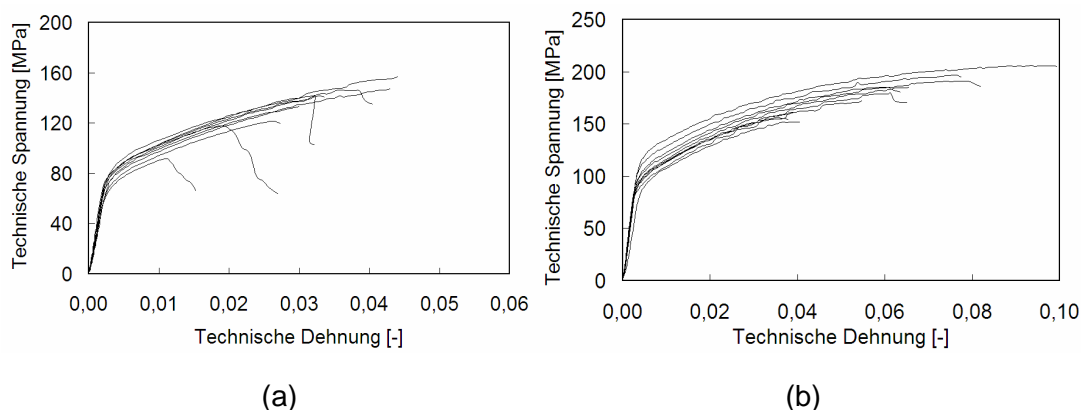 Technische Spannung [MPa]
200
160
120
80
40
0
0,00 0,01 0,02 0,03 0,04 0,05 0,06
Technische Dehnung [-]
(a)
Technische Spannung [MPa]
250
200
150
100
50
0
0,00 0,02 0,04 0,06 0,08 0,10
Technische Dehnung [-]
(b)